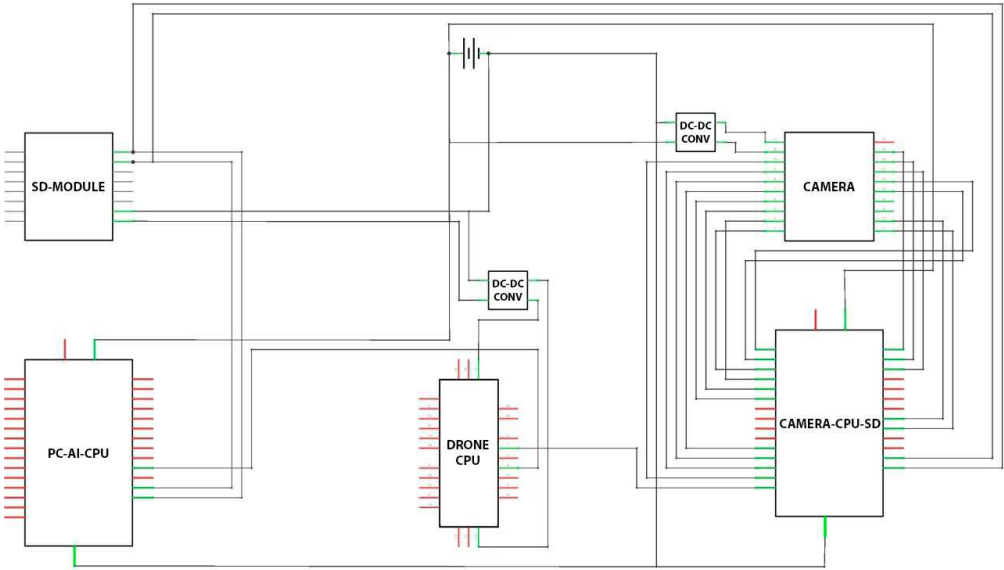 DC-DC
CONV
SD-MODULE
CAMERA
DC-DC
CONV
PC-AI-CPU
DRONE
CPU
CAMERA-CPU-SD